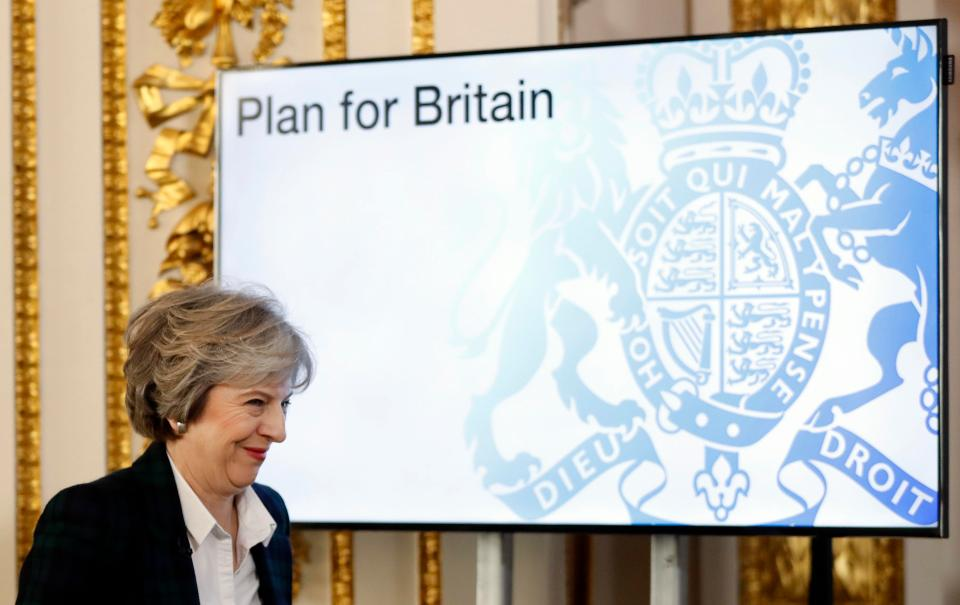 Plan for Britain
HONI SOIT QUI MAL Y PENSE
DIEU DROIT